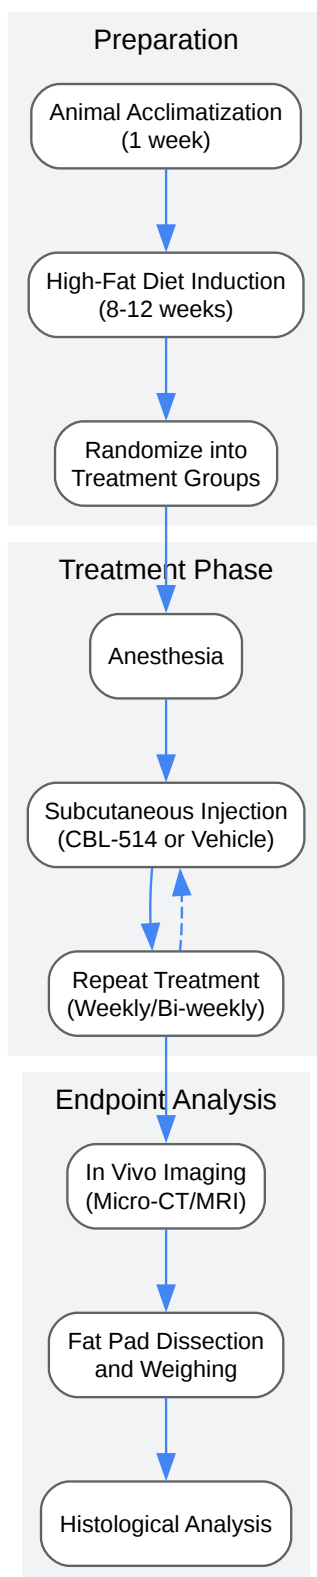 Preparation
Animal Acclimatization
(1 week)
High-Fat Diet Induction
(8-12 weeks)
Randomize into
Treatment Groups
Treatment Phase
Anesthesia
Subcutaneous Injection
(CBL-514 or Vehicle)
Repeat Treatment
(Weekly/Bi-weekly)
Endpoint Analysis
In Vivo Imaging
(Micro-CT/MRI)
Fat Pad Dissection
and Weighing
Histological Analysis